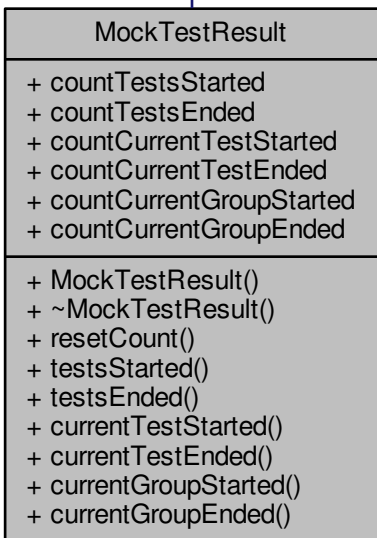 MockTestResult
+ countTestsStarted
+ countTestsEnded
+ countCurrentTestStarted
+ countCurrentTestEnded
+ countCurrentGroupStarted
+ countCurrentGroupEnded
+ MockTestResult()
+ ~MockTestResult()
+ resetCount()
+ testsStarted()
+ testsEnded()
+ currentTestStarted()
+ currentTestEnded()
+ currentGroupStarted()
+ currentGroupEnded()